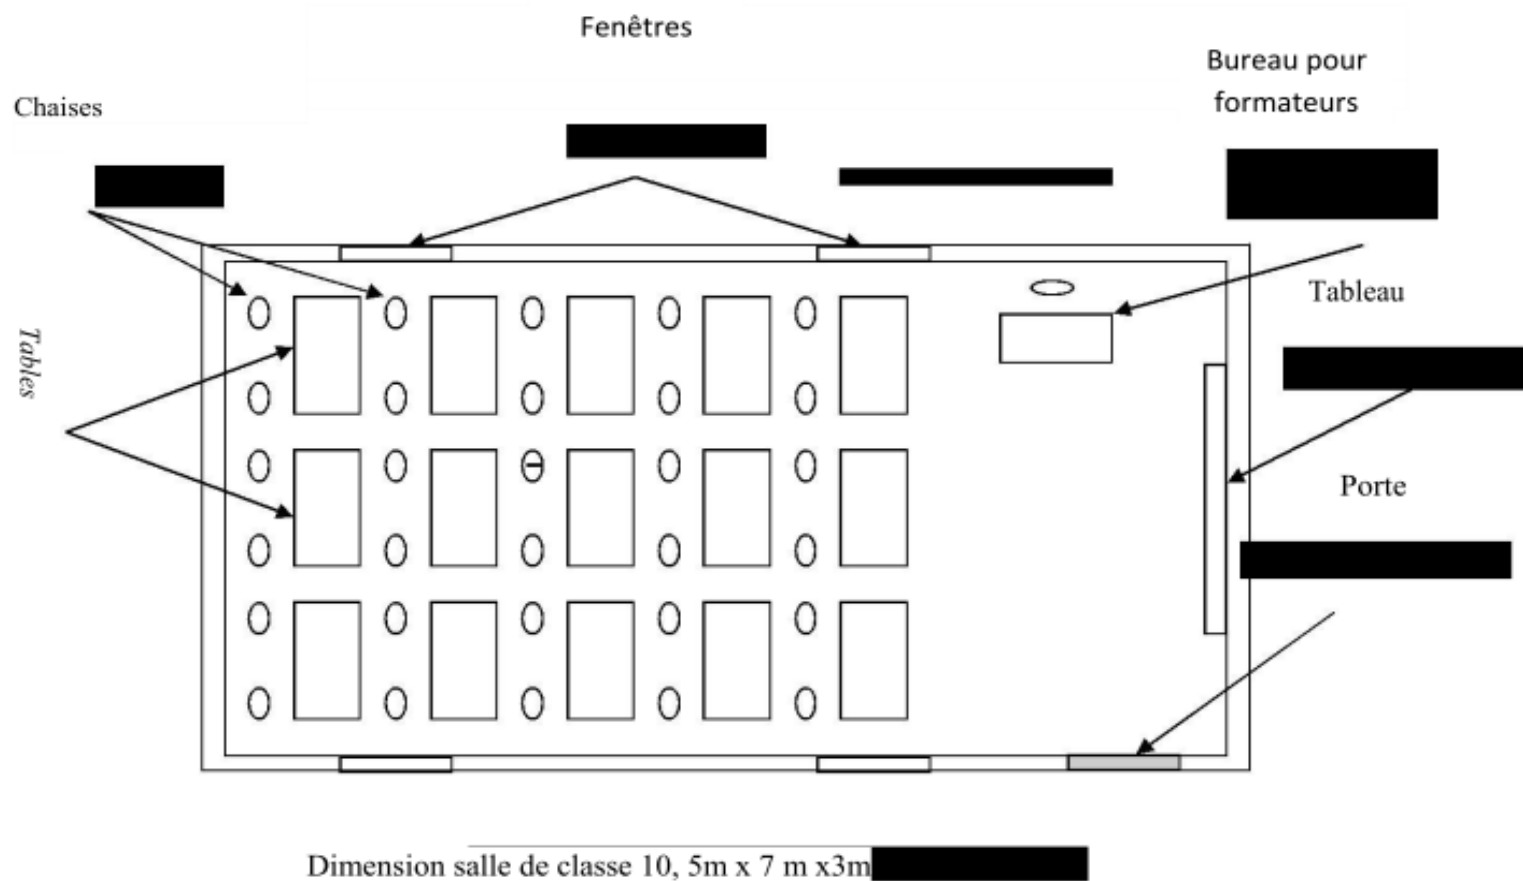 Fenêtres
Bureau pour
formateurs
Chaises
Tableau
Tables
Porte
Dimension salle de classe 10, 5m x 7 m x3m